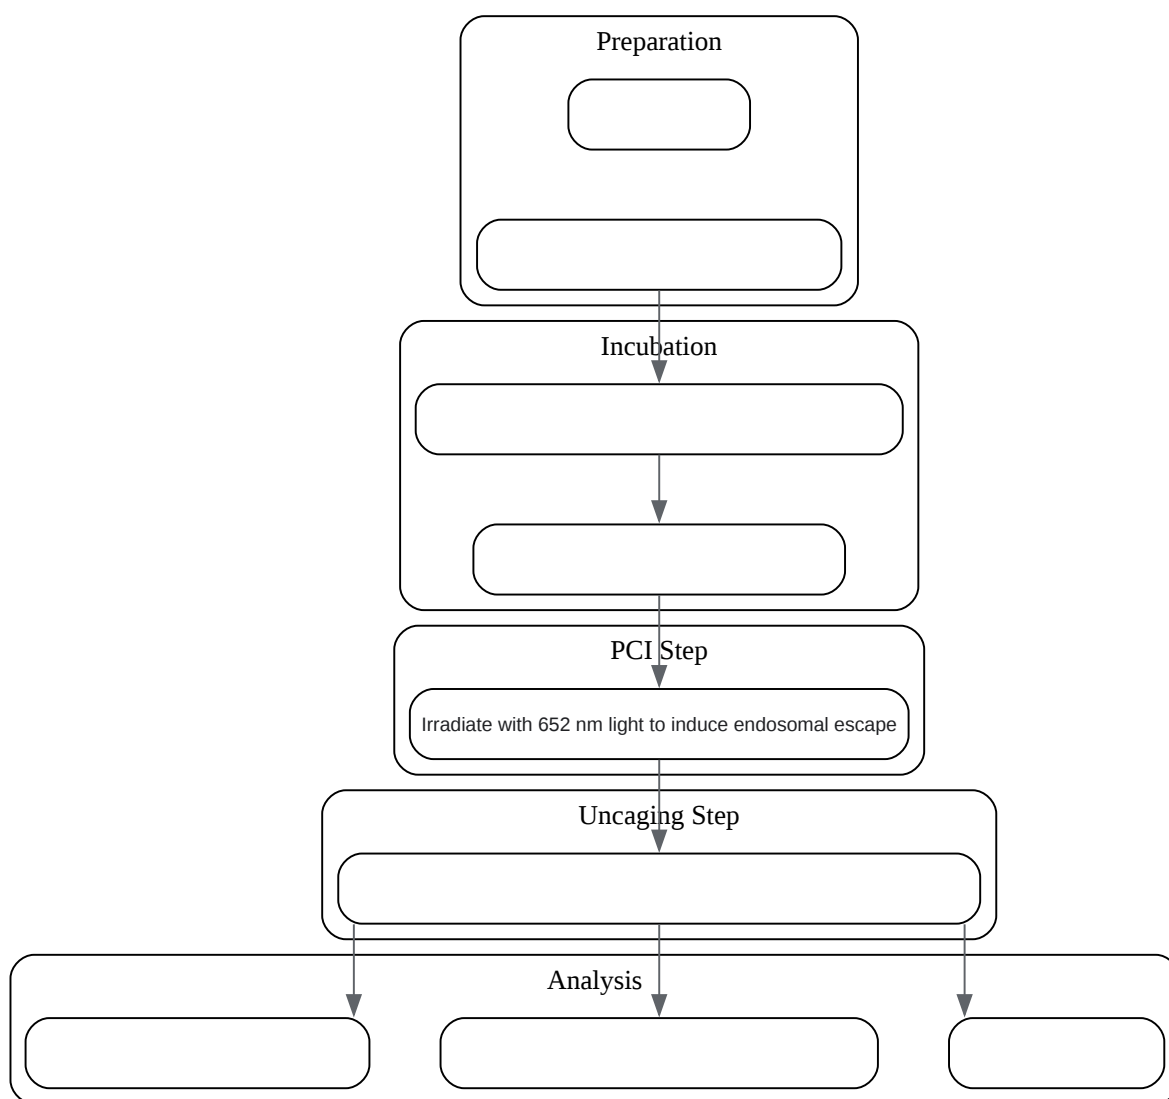 Preparation
Incubation
PCI Step
Irradiate with 652 nm light to induce endosomal escape
Uncaging Step
Analysis